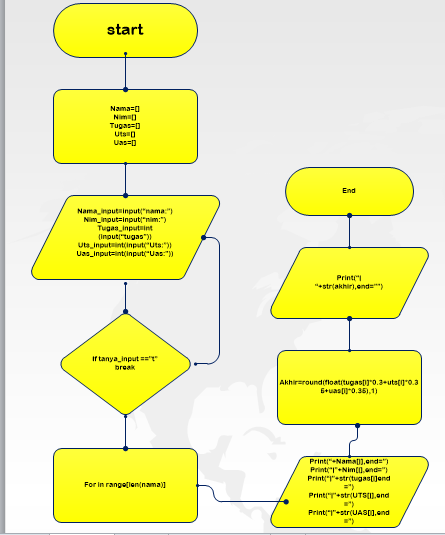 start
Nama=[]
Nim=[]
Tugas=[]
Uts=[]
Uas=[]
Nama_input=input("nama:")
Nim_input=input("nim:")
Tugas_input=int
(input("tugas"))
Uts_input=int(input("Uts:"))
Uas_input=int(input("Uas:"))
If tanya_input =="t"
break
For i in range[len(nama)]
End
Print("|
"+str(akhir),end="")
Akhir=round(float(tugas[i]*0.3+uts[i]*0.3
5+uas[i]*0.35),1)
Print("+Nama[i],end=")
Print("|"+Nim[i],end=")
Print("|"+str(tugas[i]end
=")
Print("|"+str(UTS[i],end
=")
Print("|"+str(UAS[i],end
=")